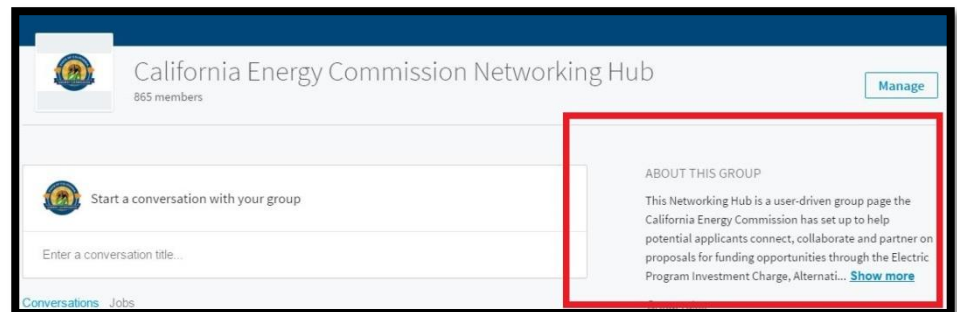 California Energy Commission Networking Hub
865 members
Manage
Start a conversation with your group
Enter a conversation title...
Conversations Jobs
ABOUT THIS GROUP
This Networking Hub is a user-driven group page the
California Energy Commission has set up to help
potential applicants connect, collaborate and partner on
proposals for funding opportunities through the Electric
Program Investment Charge, Alternati... Show more